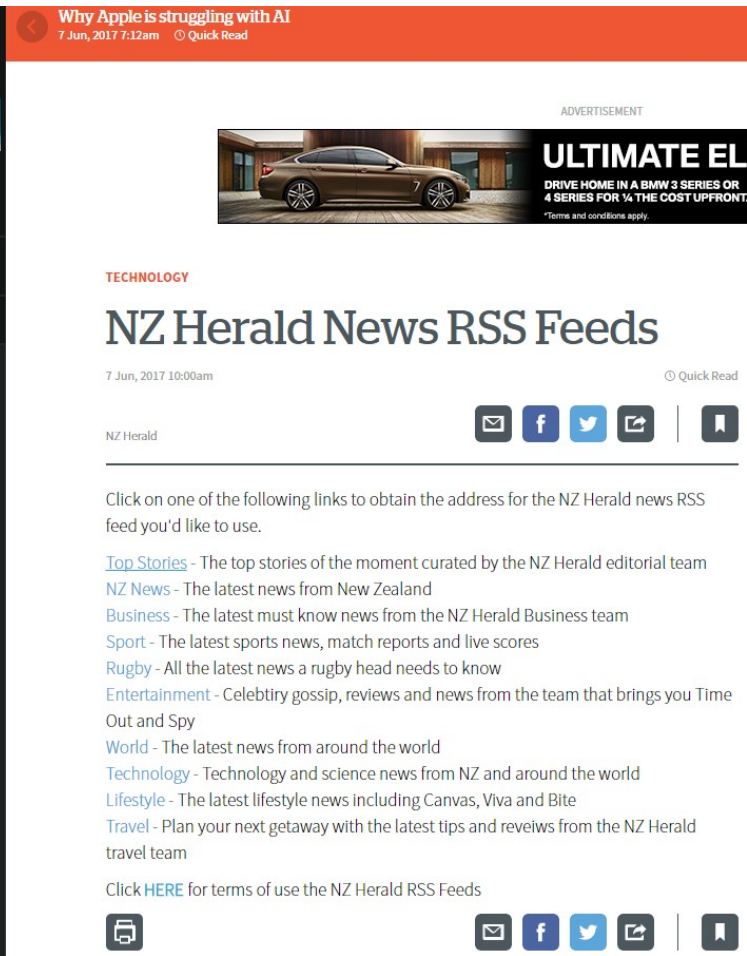 Why Apple is struggling with AI
7 Jun, 2017 7:12am Quick Read
ADVERTISEMENT
ULTIMATE EL
DRIVE HOME IN A BMW 3 SERIES OR
4 SERIES FOR ¼ THE COST UPFRONT.
*Terms and conditions apply.
TECHNOLOGY
NZ Herald News RSS Feeds
7 Jun, 2017 10:00am Quick Read
NZ Herald
Click on one of the following links to obtain the address for the NZ Herald news RSS
feed you'd like to use.
Top Stories - The top stories of the moment curated by the NZ Herald editorial team
NZ News - The latest news from New Zealand
Business - The latest must know news from the NZ Herald Business team
Sport - The latest sports news, match reports and live scores
Rugby - All the latest news a rugby head needs to know
Entertainment - Celebtiry gossip, reviews and news from the team that brings you Time
Out and Spy
World - The latest news from around the world
Technology - Technology and science news from NZ and around the world
Lifestyle - The latest lifestyle news including Canvas, Viva and Bite
Travel - Plan your next getaway with the latest tips and reveiws from the NZ Herald
travel team
Click HERE for terms of use the NZ Herald RSS Feeds